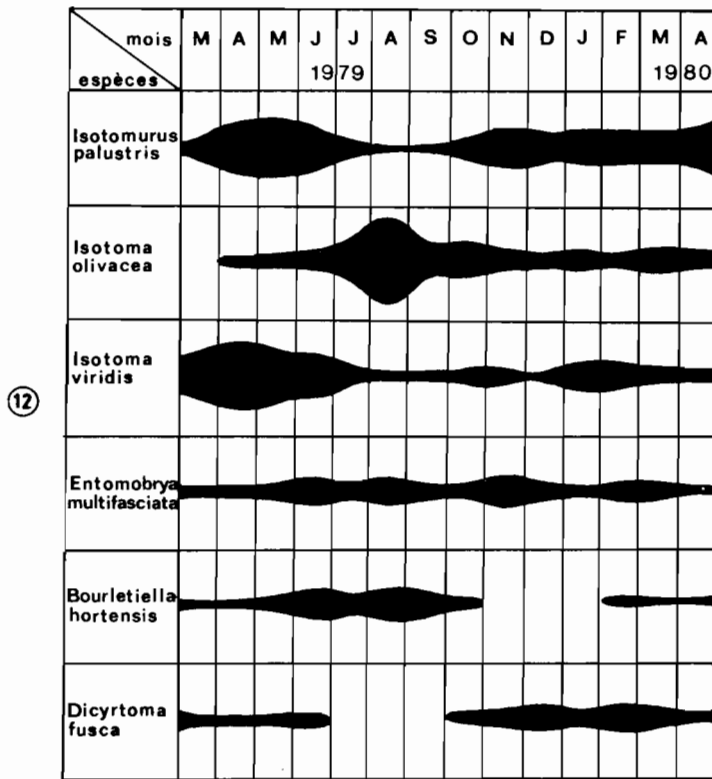 mois M A M J J A S O N D J F M A
1979 1980
espèces
Isotomurus
palustris
Isotoma
olivacea
Isotoma
viridis
12
Entomobrya
multifasciata
Bourletiella
hortensis
Dicyrtoma
fusca